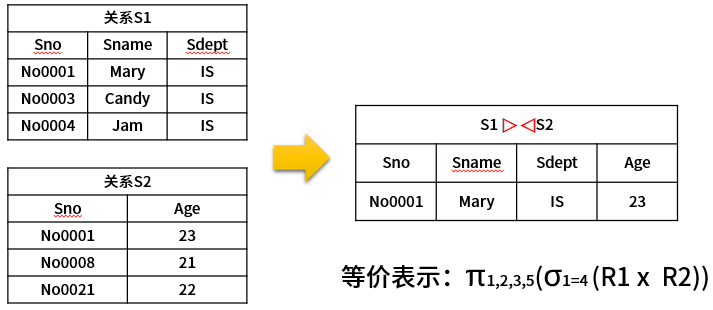 关系S1
Sno Sname Sdept
No0001 Mary IS
No0003 Candy IS
No0004 Jam IS
关系S2
Sno Age
No0001 23
No0008 21
No0021 22
S1 ▷ ◁ S2
Sno Sname Sdept Age
No0001 Mary IS 23
等价表示：π1,2,3,5(σ1=4 (R1 x R2))